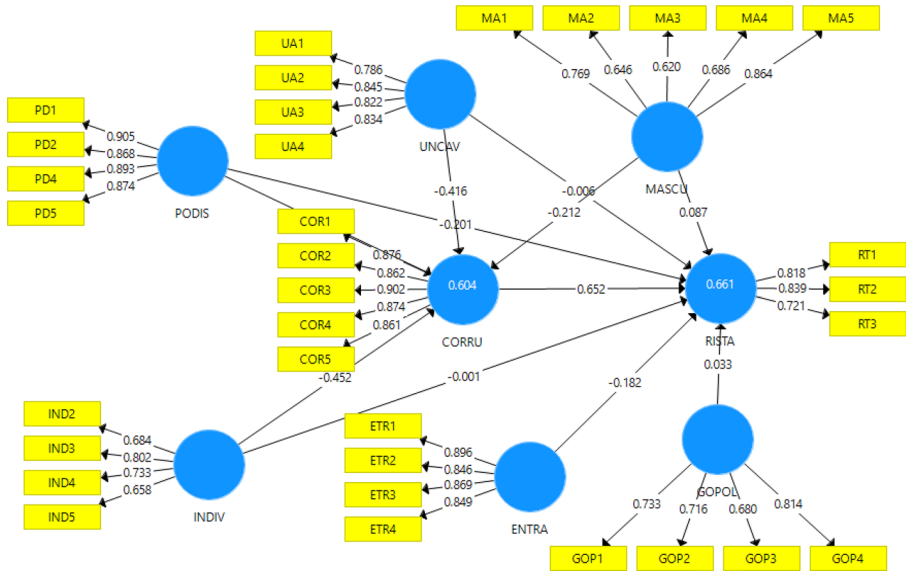 MA1 MA2 MA3 MA4 MA5
0.769 0.646 0.620 0.686 0.864
MASCU
UA1
UA2
UA3
UA4
0.786
0.845
0.822
0.834
UNCAV
PD1
PD2
PD4
PD5
0.905
0.868
0.893
0.874
PODIS
-0.416
-0.006
-0.212
0.087
-0.201
COR1
COR2
COR3
COR4
COR5
0.876
0.862
0.902
0.874
0.861
0.604
CORRU
0.652
0.661
RISTA
0.818
0.839
0.721
RT1
RT2
RT3
-0.452
-0.001
-0.182
0.033
IND2
IND3
IND4
IND5
0.684
0.802
0.733
0.658
INDIV
ETR1
ETR2
ETR3
ETR4
0.896
0.846
0.869
0.849
ENTRA
GOPOL
0.733 0.716 0.680 0.814
GOP1 GOP2 GOP3 GOP4